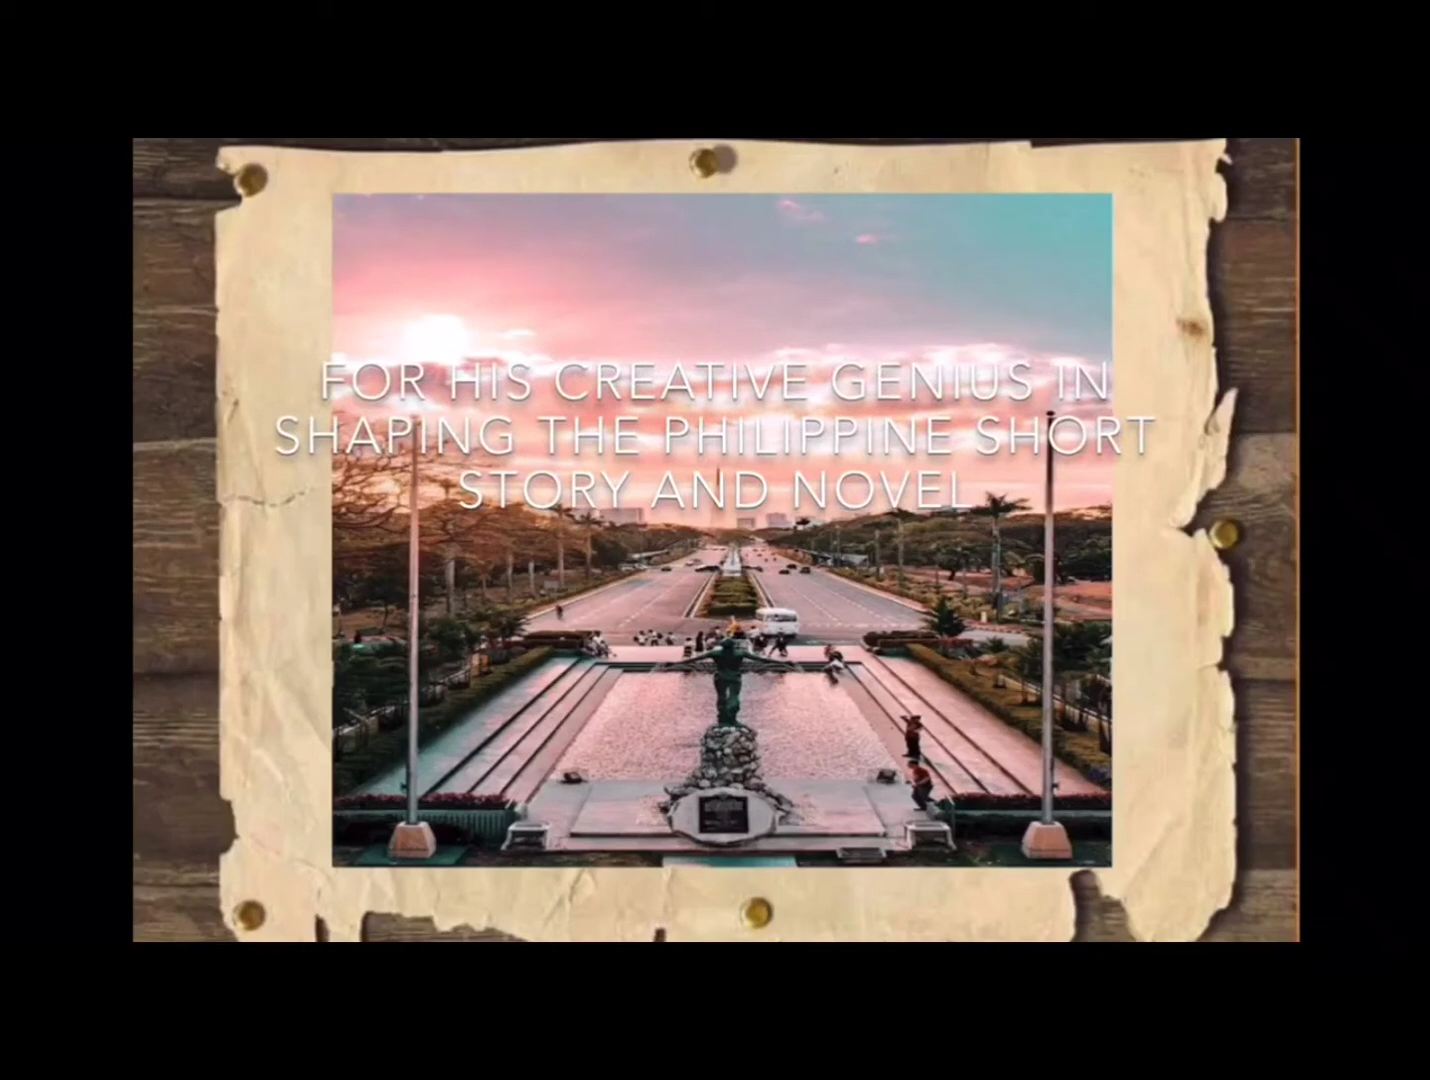 FOR HIS CREATIVE GENIUS IN
SHAPING THE PHILIPPINE SHORT
STORY AND NOVEL